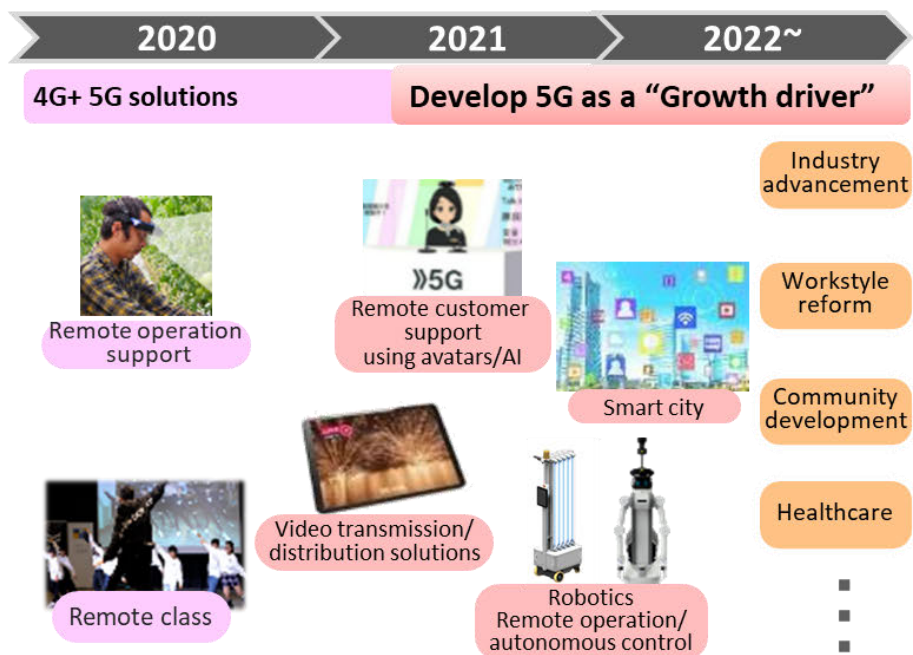 2020
2021
2022~
4G+ 5G solutions
Develop 5G as a “Growth driver”
Industry
advancement
Remote operation
support
》5G
Remote customer
support
using avatars/AI
Workstyle
reform
Smart city
Community
development
Video transmission/
distribution solutions
Healthcare
Remote class
Robotics
Remote operation/
autonomous control